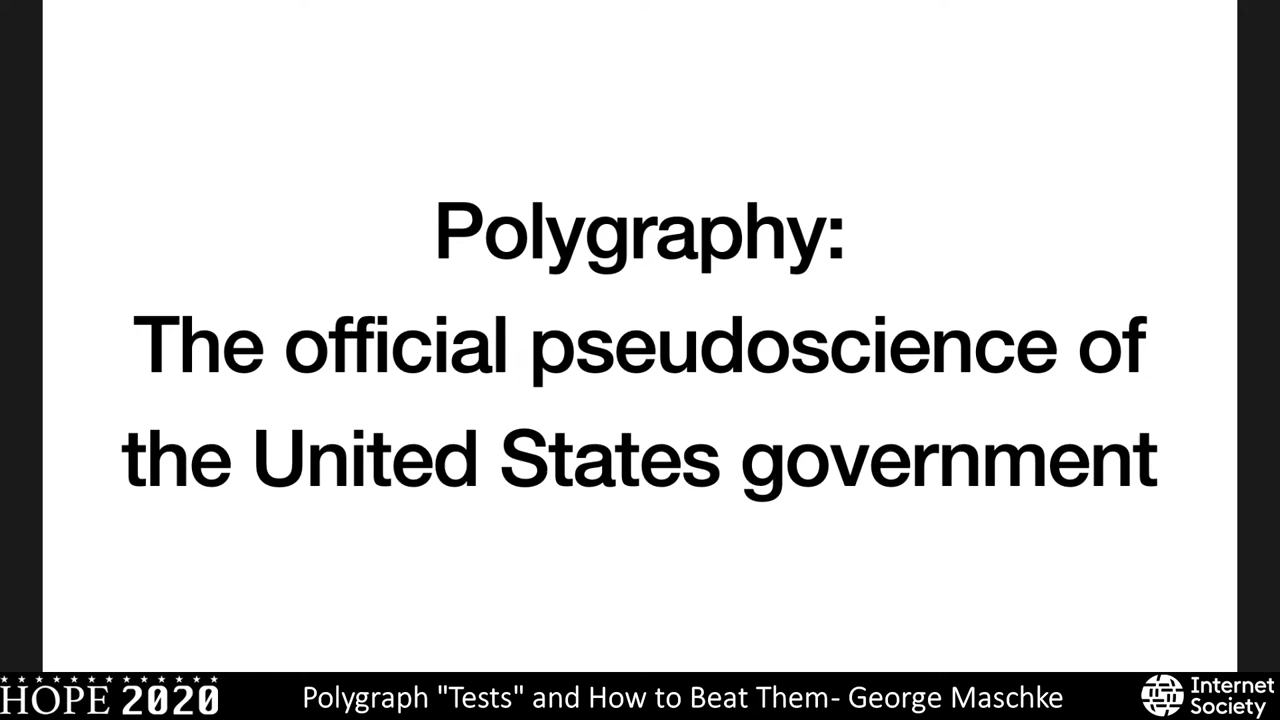 Polygraphy:
The official pseudoscience of
the United States government
HOPE 2020
Polygraph "Tests" and How to Beat Them- George Maschke
Internet
Society